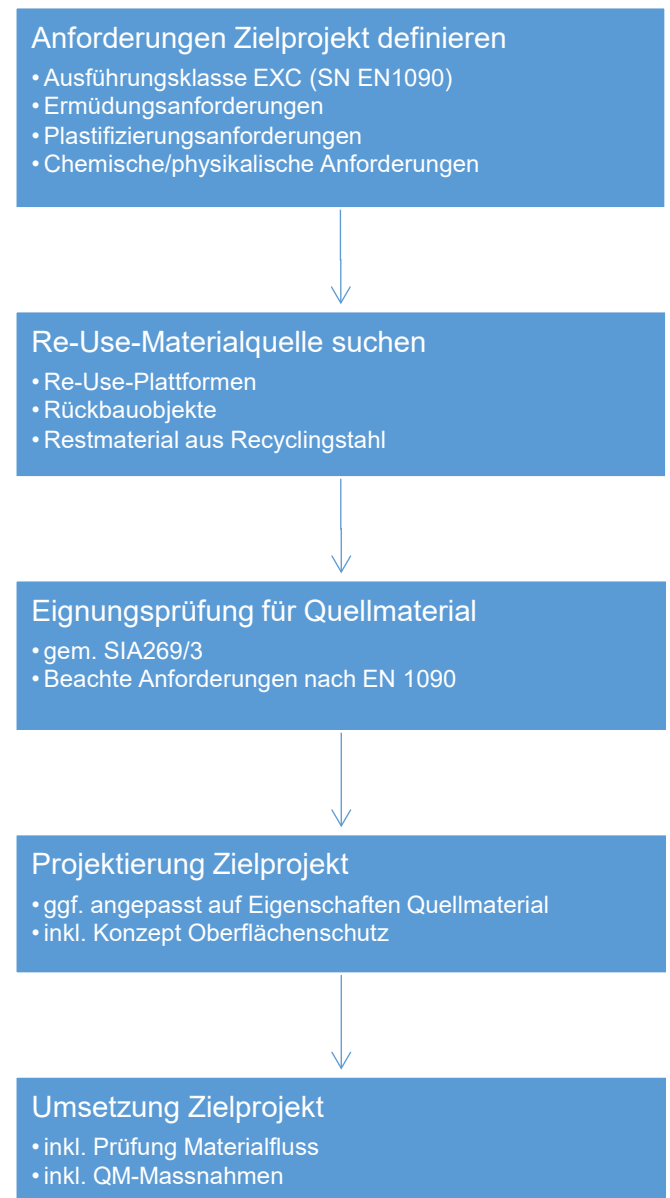 Anforderungen Zielprojekt definieren
• Ausführungsklasse EXC (SN EN1090)
• Ermüdungsanforderungen
• Plastifizierungsanforderungen
• Chemische/physikalische Anforderungen
Re-Use-Materialquelle suchen
• Re-Use-Plattformen
• Rückbauobjekte
• Restmaterial aus Recyclingstahl
Eignungsprüfung für Quellmaterial
• gem. SIA269/3
• Beachte Anforderungen nach EN 1090
Projektierung Zielprojekt
• ggf. angepasst auf Eigenschaften Quellmaterial
• inkl. Konzept Oberflächenschutz
Umsetzung Zielprojekt
• inkl. Prüfung Materialfluss
• inkl. QM-Massnahmen